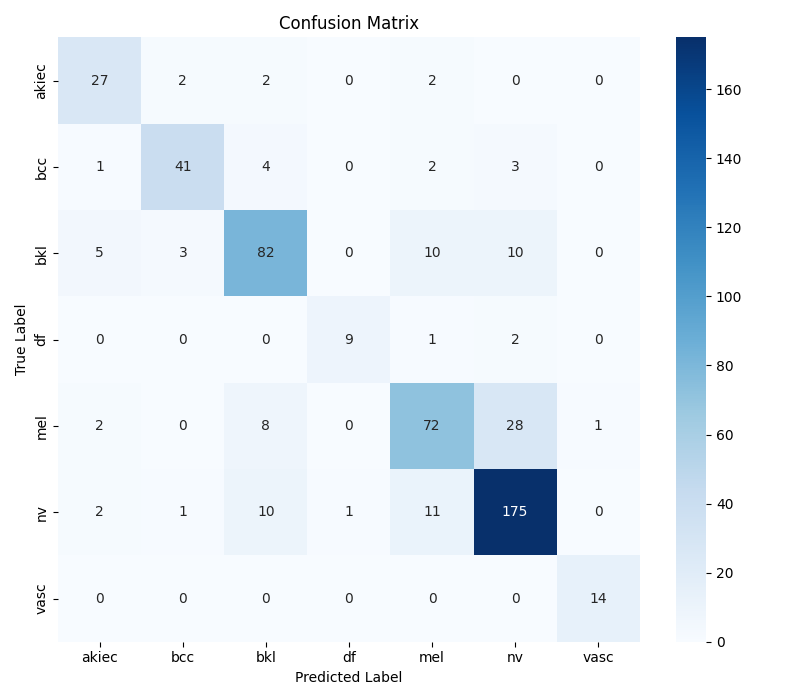 Confusion Matrix
True Label
akiec 27 2 2 0 2 0 0
bcc 1 41 4 0 2 3 0
bkl 5 3 82 0 10 10 0
df 0 0 0 9 1 2 0
mel 2 0 8 0 72 28 1
nv 2 1 10 1 11 175 0
vasc 0 0 0 0 0 0 14
akiec bcc bkl df mel nv vasc
Predicted Label
160
140
120
100
80
60
40
20
0